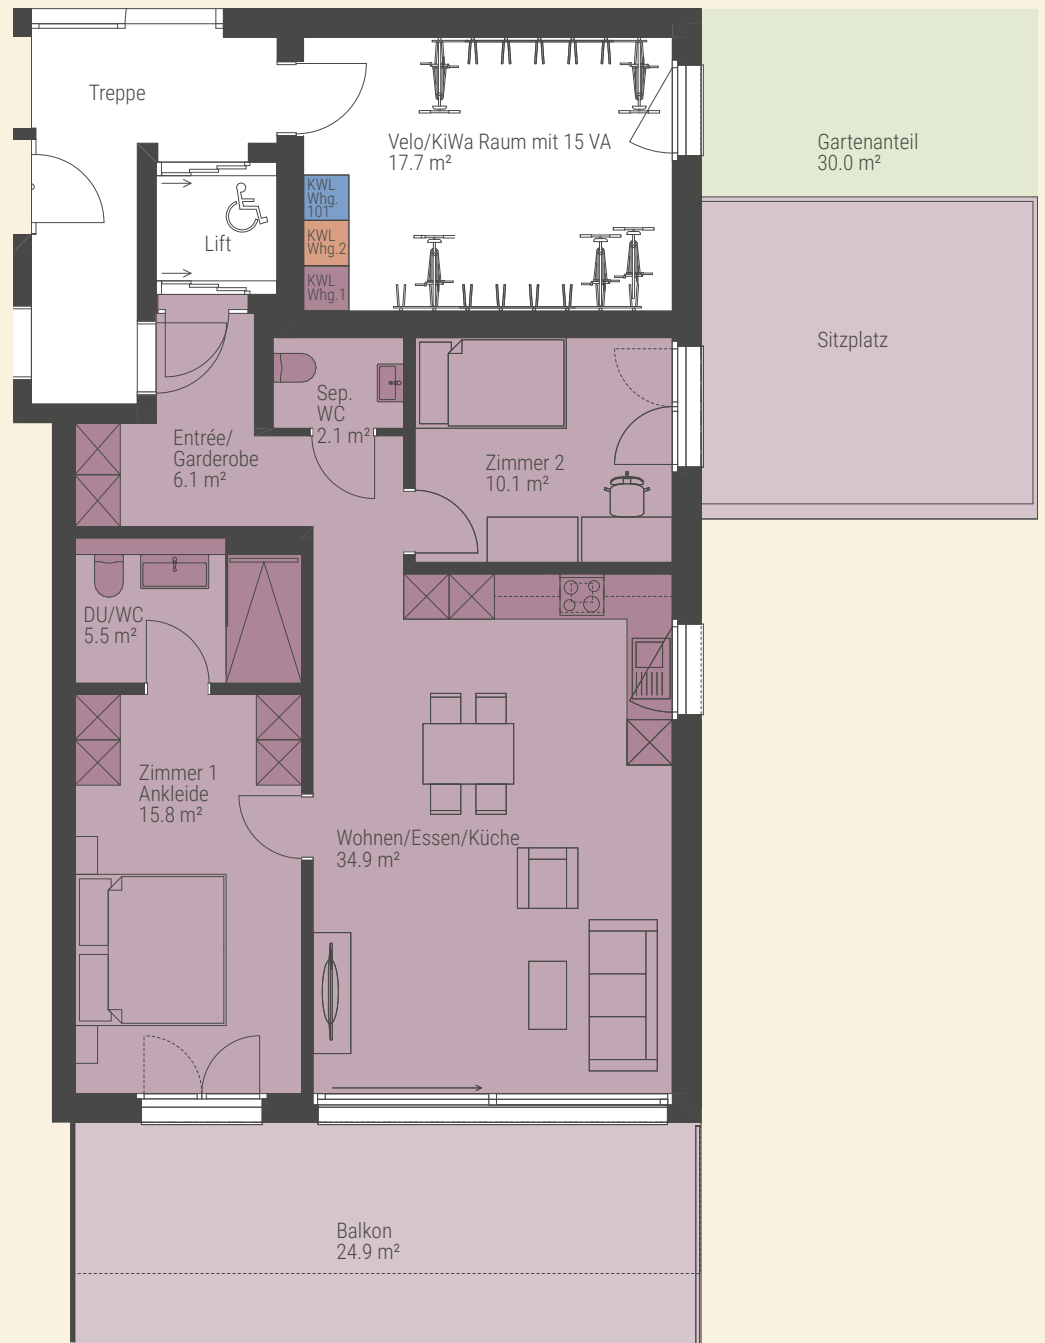 Treppe
Velo/KiWa Raum mit 15 VA
17.7 m²
Gartenanteil
30.0 m²
KWL
Whg.
101
KWL
Whg.2
KWL
Whg.1
Lift
Sitzplatz
Sep.
WC
2.1 m²
Entrée/
Garderobe
6.1 m²
Zimmer 2
10.1 m²
DU/WC
5.5 m²
Zimmer 1
Ankleide
15.8 m²
Wohnen/Essen/Küche
34.9 m²
Balkon
24.9 m²